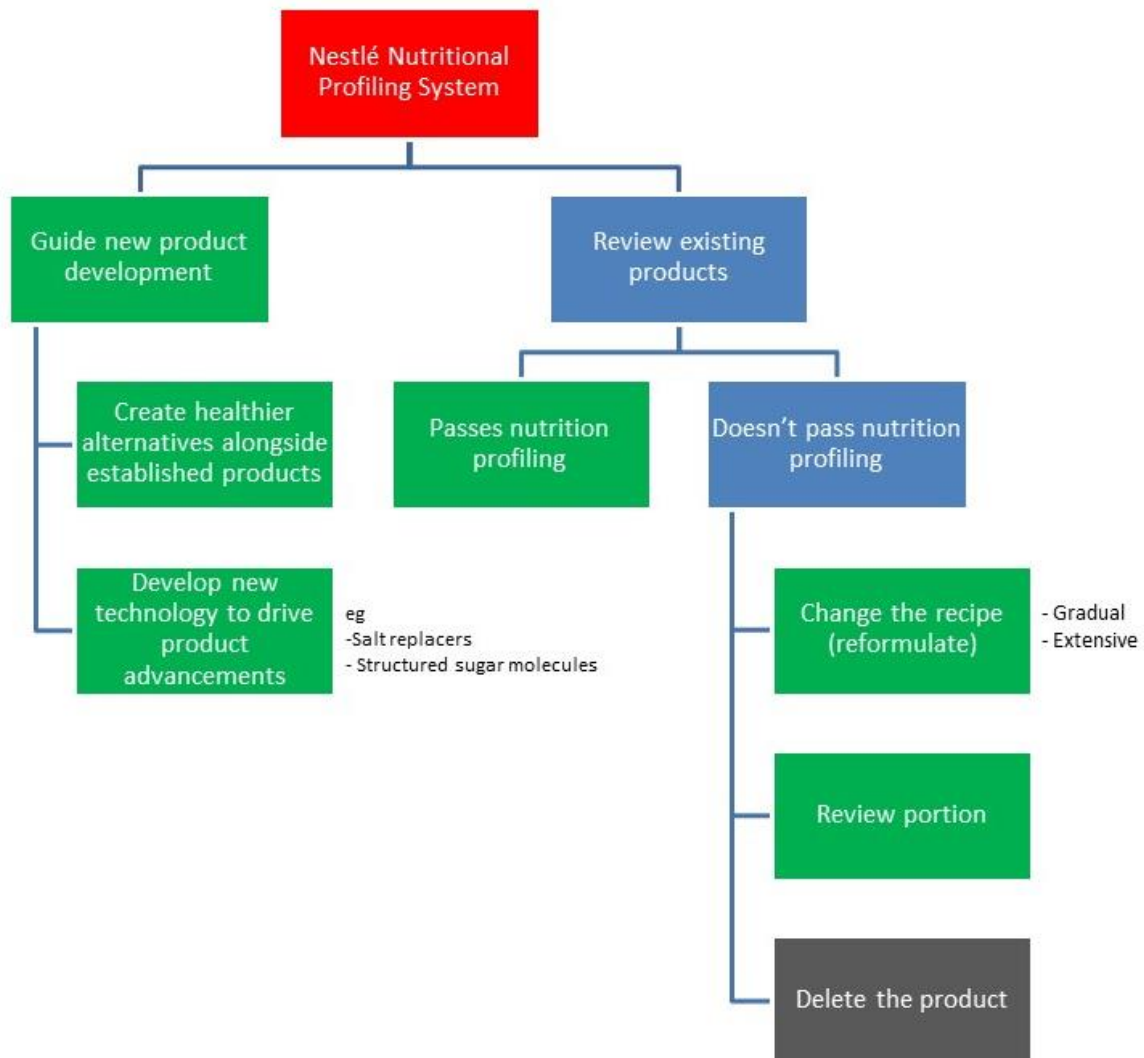 Nestlé Nutritional
Profiling System
Guide new product
development
Review existing
products
Create healthier
alternatives alongside
established products
Passes nutrition
profiling
Doesn’t pass nutrition
profiling
Develop new
technology to drive
product
advancements
eg
-Salt replacers
- Structured sugar molecules
Change the recipe
(reformulate)
- Gradual
- Extensive
Review portion
Delete the product